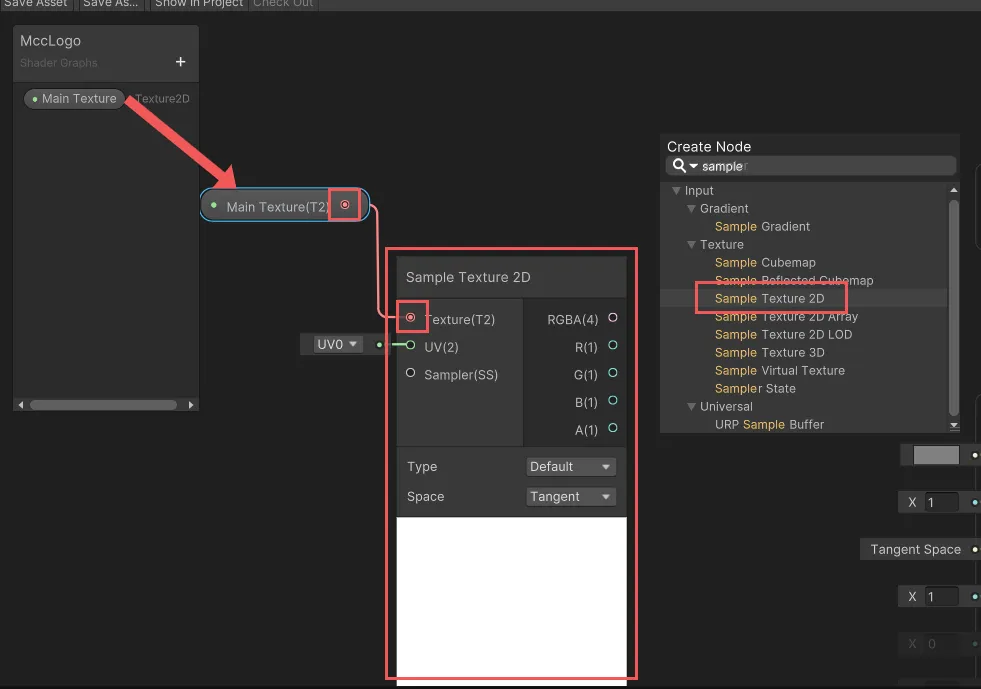 Save Asset Save As... Show In Project Check Out
MccLogo
Shader Graphs
+
Main Texture Texture2D
Main Texture(T2)
Sample Texture 2D
Texture(T2)
RGBA(4)
UV0
UV(2)
R(1)
Sampler(SS)
G(1)
B(1)
A(1)
Type Default
Space Tangent
Create Node
sample
Input
Gradient
Sample Gradient
Texture
Sample Cubemap
Sample Reflected Cubemap
Sample Texture 2D
Sample Texture 2D Array
Sample Texture 2D LOD
Sample Texture 3D
Sample Virtual Texture
Sampler State
Universal
URP Sample Buffer
X 1
Tangent Space
X 1
X 0